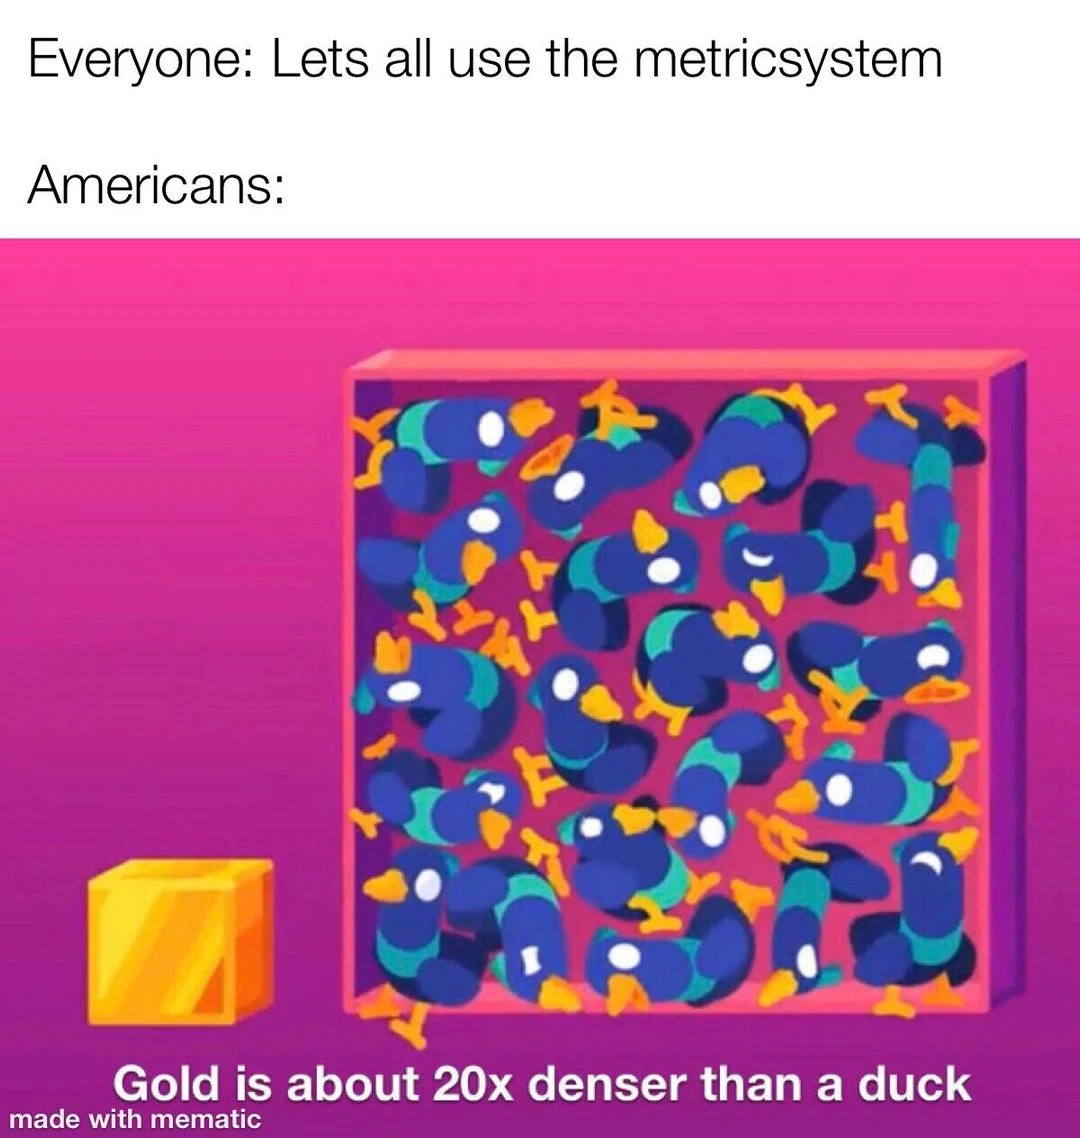 Everyone: Lets all use the metricsystem
Americans:
Gold is about 20x denser than a duck
made with mematic